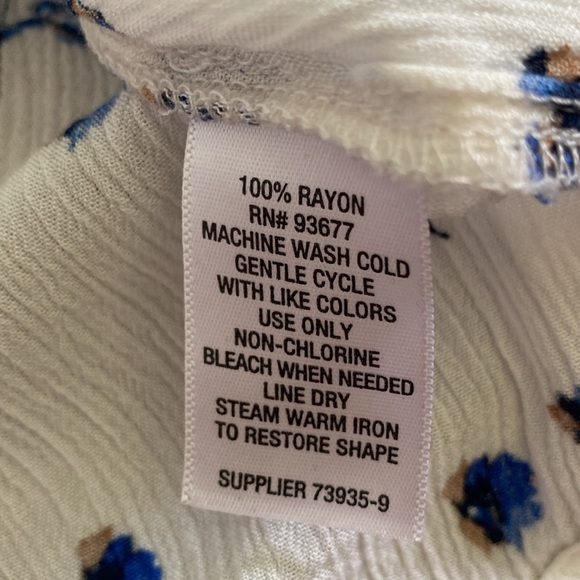 100% RAYON
RN# 93677
MACHINE WASH COLD
GENTLE CYCLE
WITH LIKE COLORS
USE ONLY
NON-CHLORINE
BLEACH WHEN NEEDED
LINE DRY
STEAM WARM IRON
TO RESTORE SHAPE
SUPPLIER 73935-9